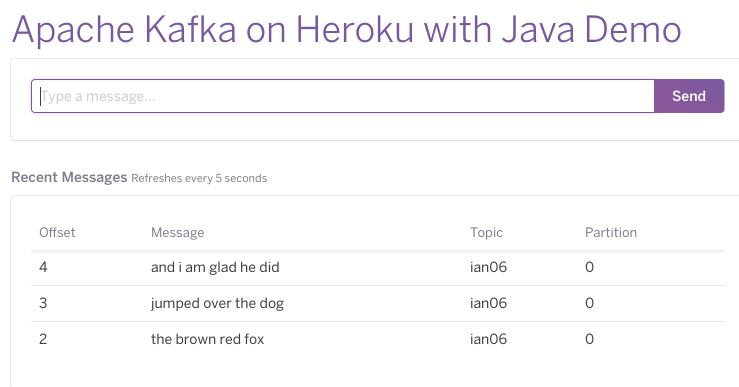 Apache Kafka on Heroku with Java Demo
Type a message...
Send
Recent Messages Refreshes every 5 seconds
Offset Message Topic Partition
4 and i am glad he did ian06 0
3 jumped over the dog ian06 0
2 the brown red fox ian06 0